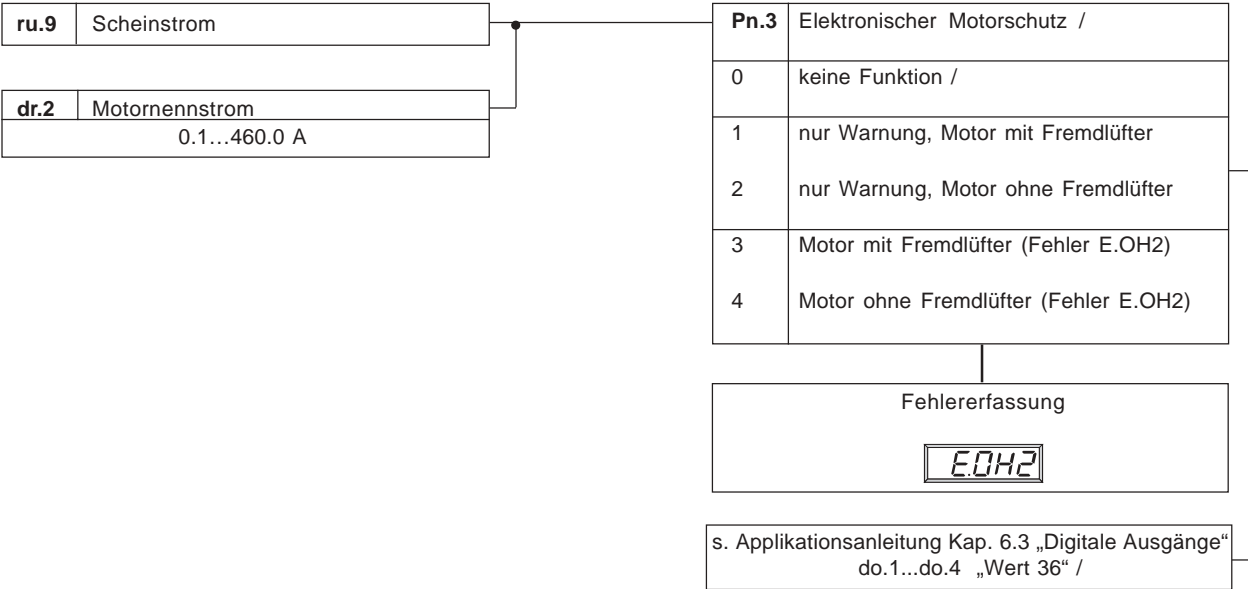 ru.9 Scheinstrom
dr.2 Motornennstrom
0.1...460.0 A
Pn.3 Elektronischer Motorschutz /
0 keine Funktion /
1 nur Warnung, Motor mit Fremdlüfter
2 nur Warnung, Motor ohne Fremdlüfter
3 Motor mit Fremdlüfter (Fehler E.OH2)
4 Motor ohne Fremdlüfter (Fehler E.OH2)
Fehlererfassung
E.OH2
s. Applikationsanleitung Kap. 6.3 „Digitale Ausgänge“
do.1...do.4 „Wert 36“ /